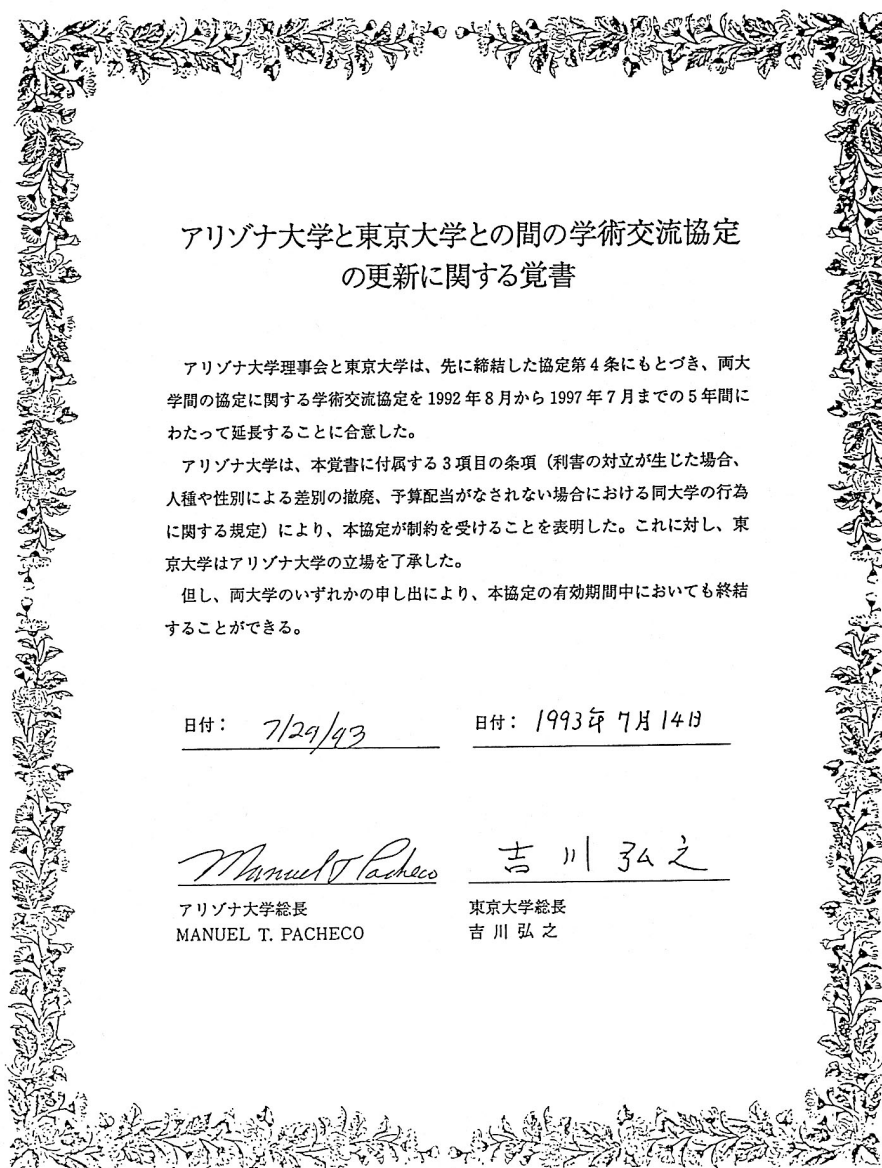 アリゾナ大学と東京大学との間の学術交流協定
の更新に関する覚書
アリゾナ大学理事会と東京大学は、先に締結した協定第4条にもとづき、両大
学間の協定に関する学術交流協定を1992年8月から1997年7月までの5年間に
わたって延長することに合意した。
アリゾナ大学は、本覚書に付属する3項目の条項（利害の対立が生じた場合、
人種や性別による差別の撤廃、予算配当がなされない場合における同大学の行為
に関する規定）により、本協定が制約を受けることを表明した。これに対し、東
京大学はアリゾナ大学の立場を了承した。
但し、両大学のいずれかの申し出により、本協定の有効期間中においても終結
することができる。
日付： 7/29/93 日付： 1993年7月14日
Manuel T Pacheco 吉川弘之
アリゾナ大学総長 東京大学総長
MANUEL T. PACHECO 吉川弘之